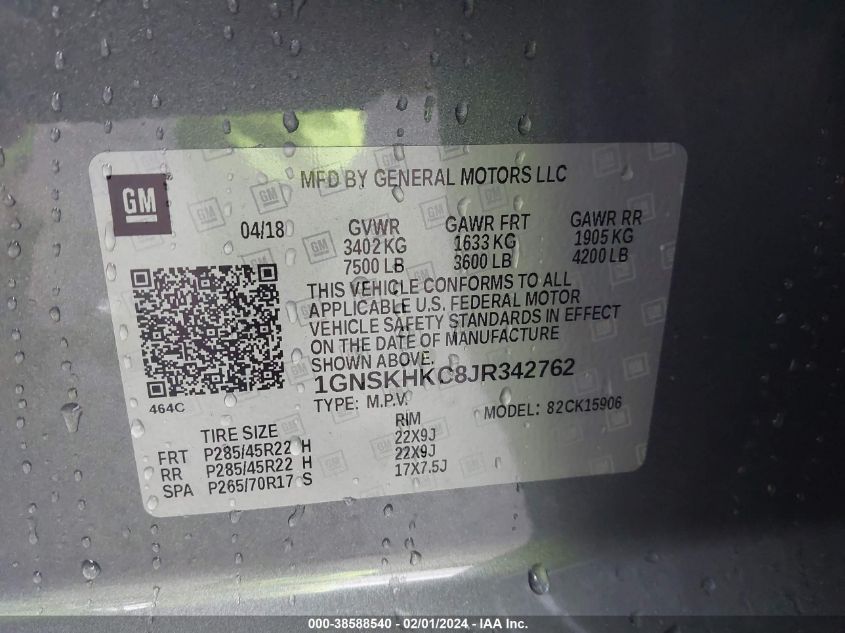 GM
MFD BY GENERAL MOTORS LLC
04/18
GVWR GAWR FRT GAWR RR
3402 KG 1633 KG 1905 KG
7500 LB 3600 LB 4200 LB
THIS VEHICLE CONFORMS TO ALL
APPLICABLE U.S. FEDERAL MOTOR
VEHICLE SAFETY STANDARDS IN EFFECT
ON THE DATE OF MANUFACTURE
SHOWN ABOVE.
1GNSKHKC8JR342762
464C
TYPE: M.P.V. MODEL: 82CK15906
TIRE SIZE RIM
FRT P285/45R22 H 22X9J
RR P285/45R22 H 22X9J
SPA P265/70R17 S 17X7.5J
000-38588540 - 02/01/2024 - IAA, Inc.